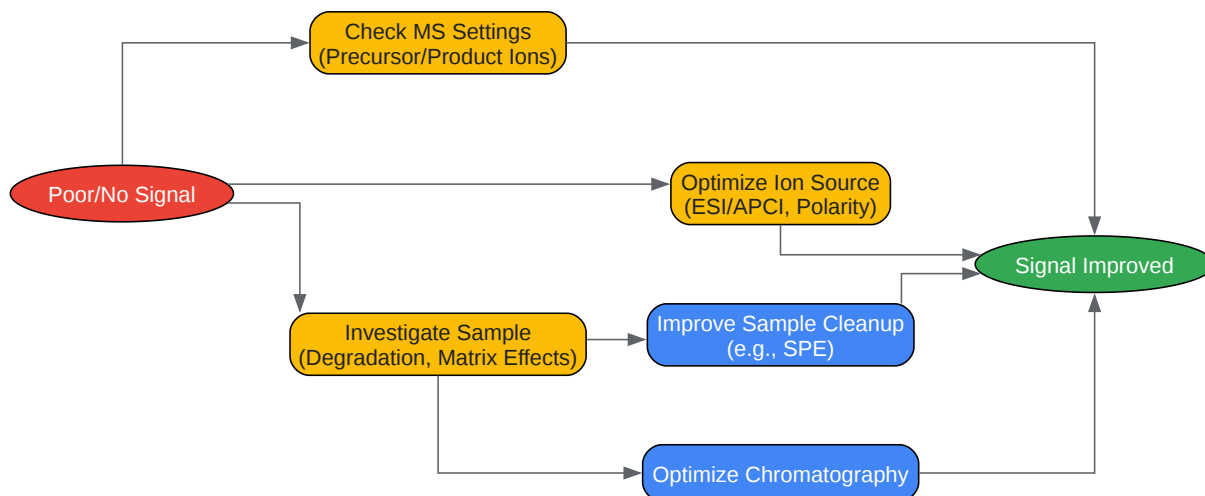 Check MS Settings
(Precursor/Product Ions)
Poor/No Signal
Optimize Ion Source
(ESI/APCI, Polarity)
Signal Improved
Investigate Sample
(Degradation, Matrix Effects)
Improve Sample Cleanup
(e.g., SPE)
Optimize Chromatography